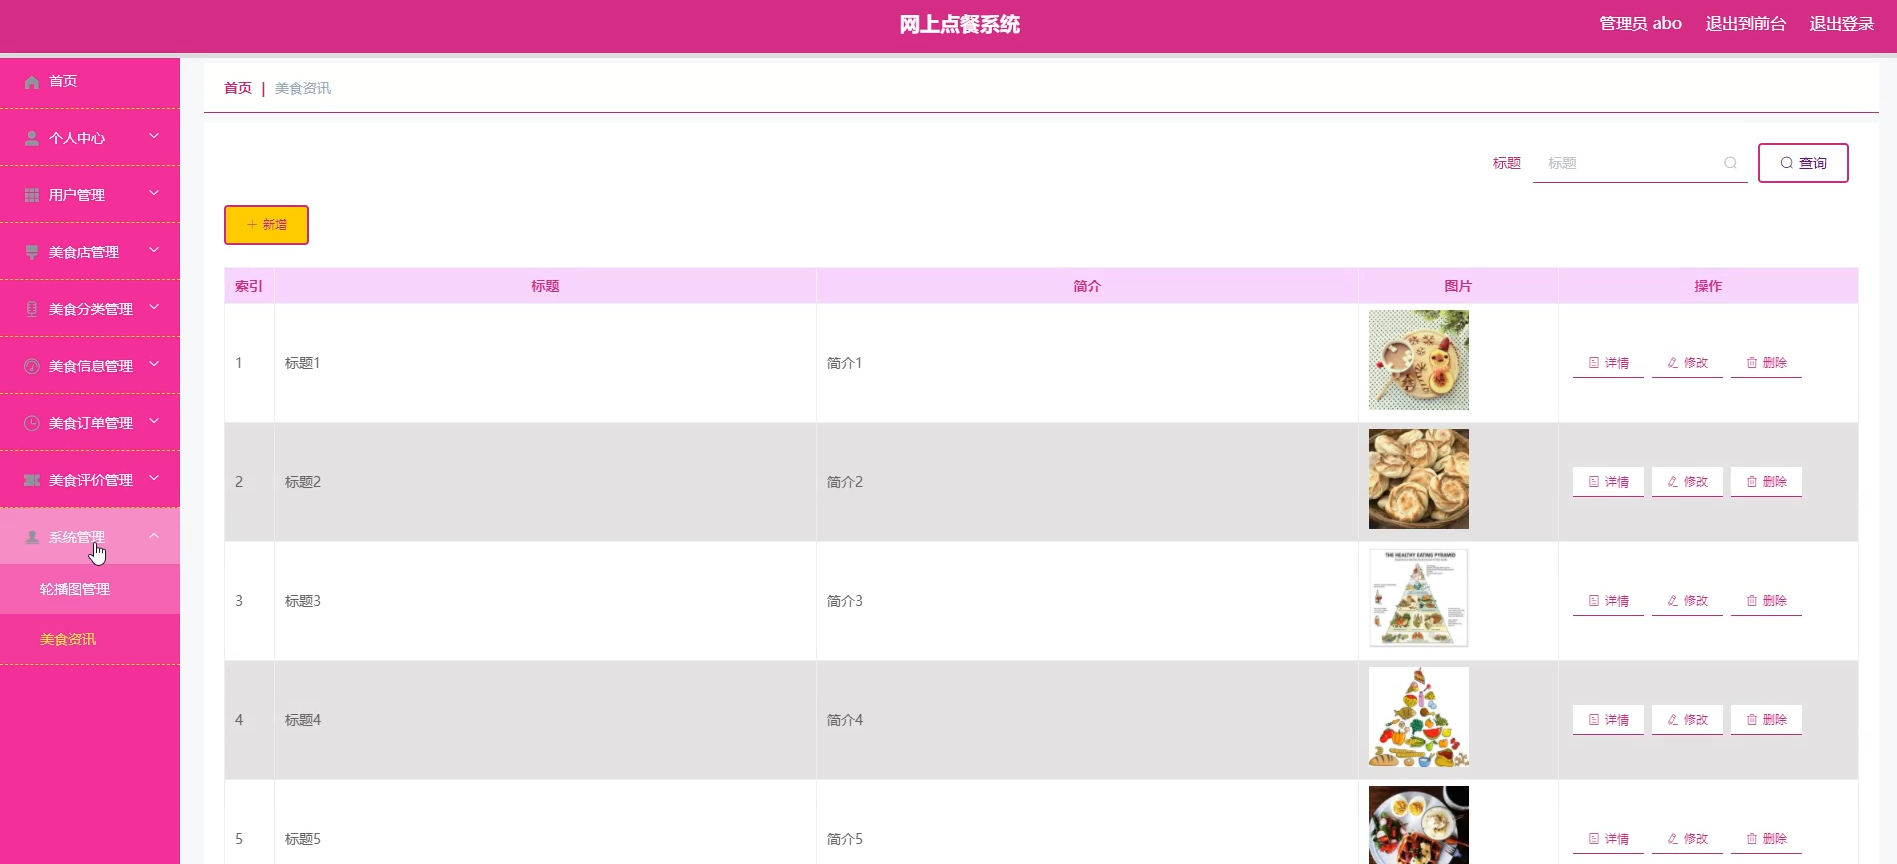 网上点餐系统
管理员 abo 退出到前台 退出登录
首页
个人中心
用户管理
美食店管理
美食分类管理
美食信息管理
美食订单管理
美食评价管理
系统管理
轮播图管理
美食资讯
首页 | 美食资讯
标题 标题 查询
新增
索引 标题 简介 图片 操作
1 标题1 简介1 详情 修改 删除
2 标题2 简介2 详情 修改 删除
THE HEALTHY EATING PYRAMID
3 标题3 简介3 详情 修改 删除
4 标题4 简介4 详情 修改 删除
5 标题5 简介5 详情 修改 删除